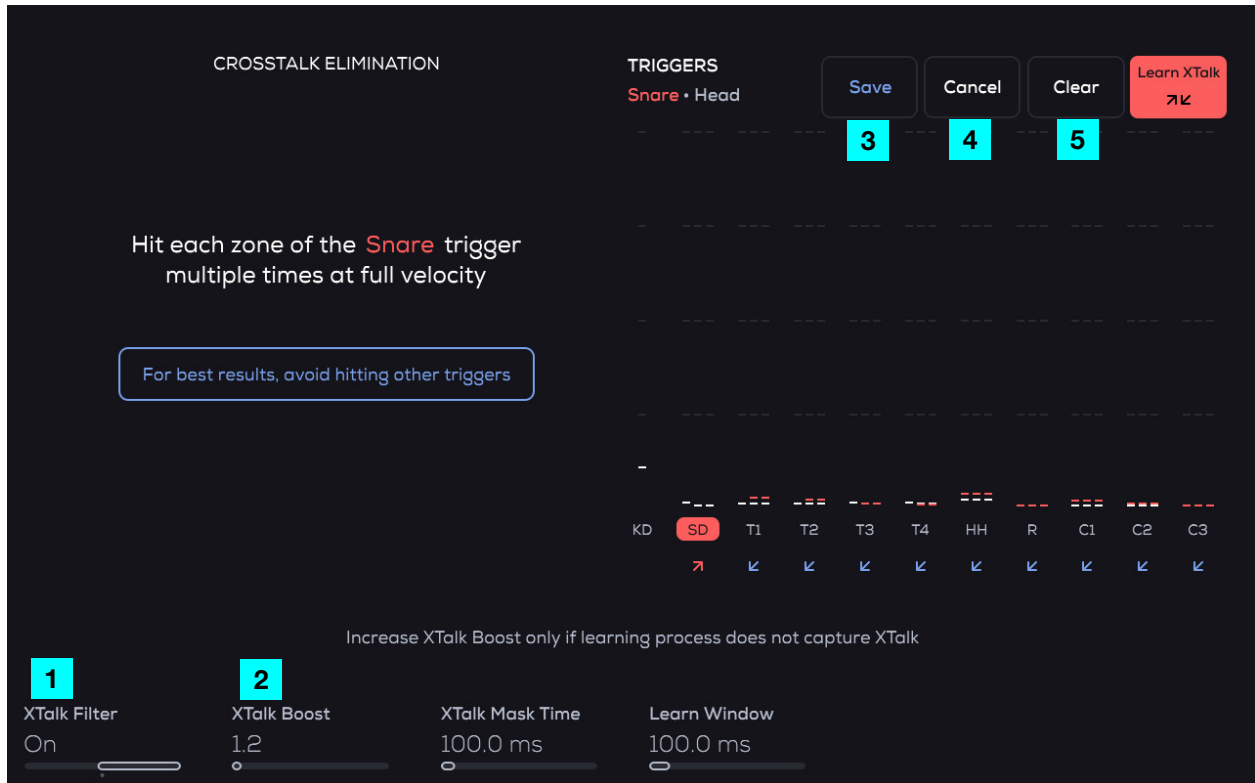 CROSSTALK ELIMINATION
TRIGGERS
Snare • Head
Save
Cancel
Clear
Learn XTalk
3
4
5
Hit each zone of the Snare trigger
multiple times at full velocity
For best results, avoid hitting other triggers
KD SD T1 T2 T3 T4 HH R C1 C2 C3
Increase XTalk Boost only if learning process does not capture XTalk
1
2
XTalk Filter
On
XTalk Boost
1.2
XTalk Mask Time
100.0 ms
Learn Window
100.0 ms